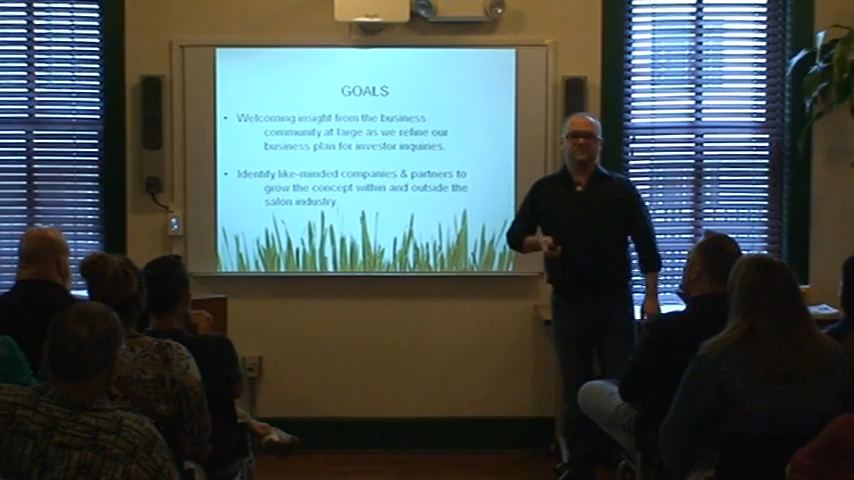 GOALS
• Welcoming insight from the business
community at large as we refine our
business plan for investor inquiries.
• Identify like-minded companies & partners to
grow the concept within and outside the
salon industry.